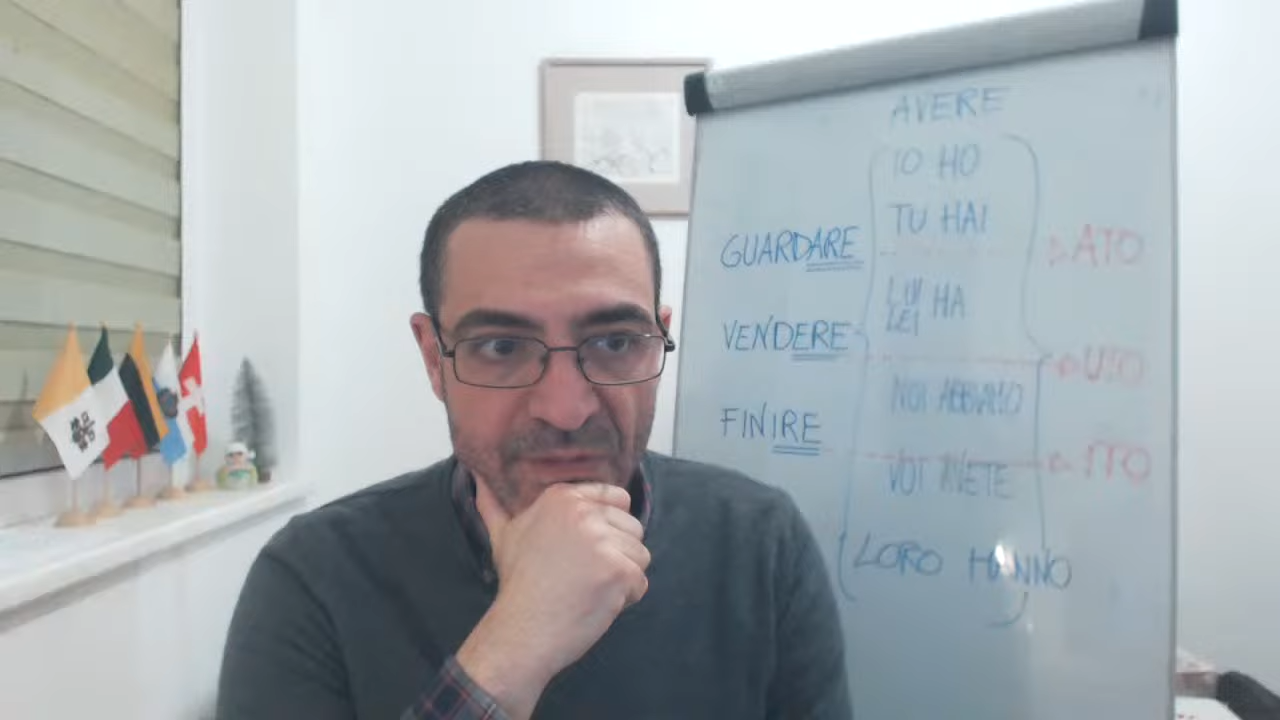 AVERE
IO HO
TU HAI
GUARDARE
ATO
LUI HA
LEI
VENDERE
UTO
NOI ABBIAMO
FINIRE
ITO
VOI AVETE
LORO HANNO